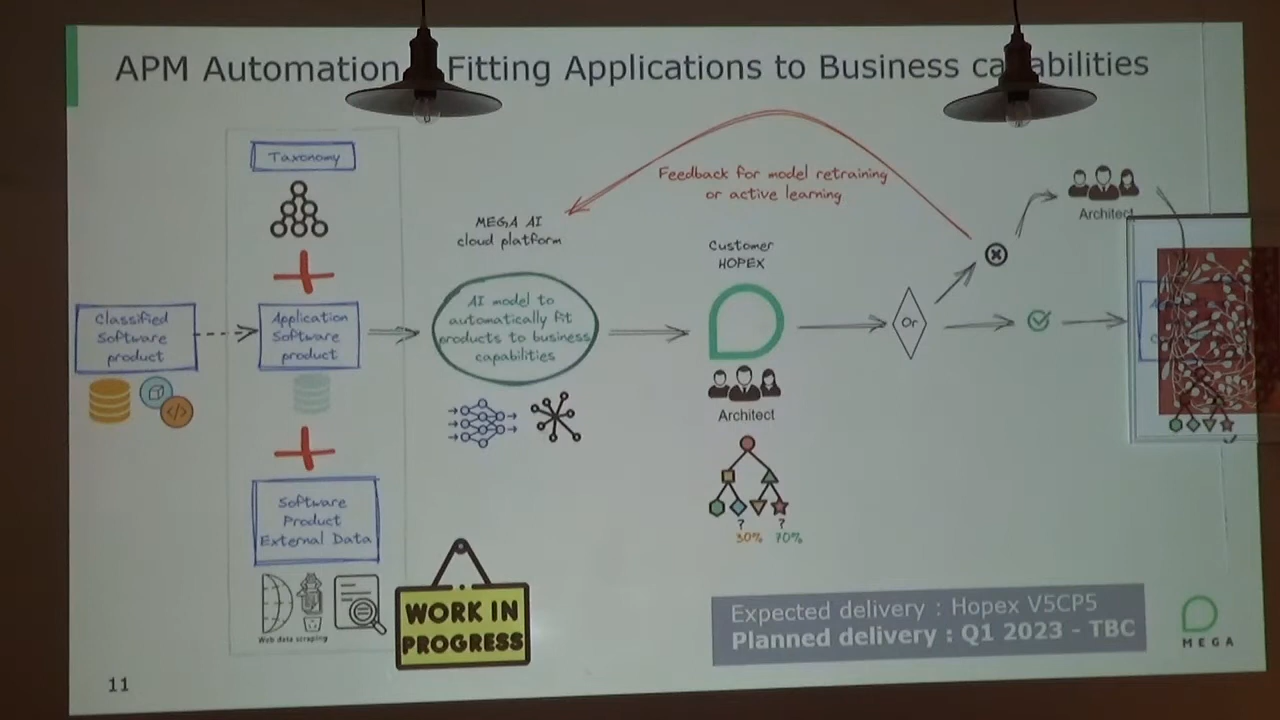 APM Automation Fitting Applications to Business capabilities
Taxonomy
Classified
Software
product
Application
Software
product
Software
Product
External Data
Web data scraping
MEGA AI
cloud platform
AI model to
automatically fit
products to business
capabilities
Feedback for model retraining
or active learning
Customer
HOPEX
Architect
?
?
30%
70%
Or
Architect
WORK IN
PROGRESS
Expected delivery : Hopex V5CP5
Planned delivery : Q1 2023 - TBC
MEGA
11